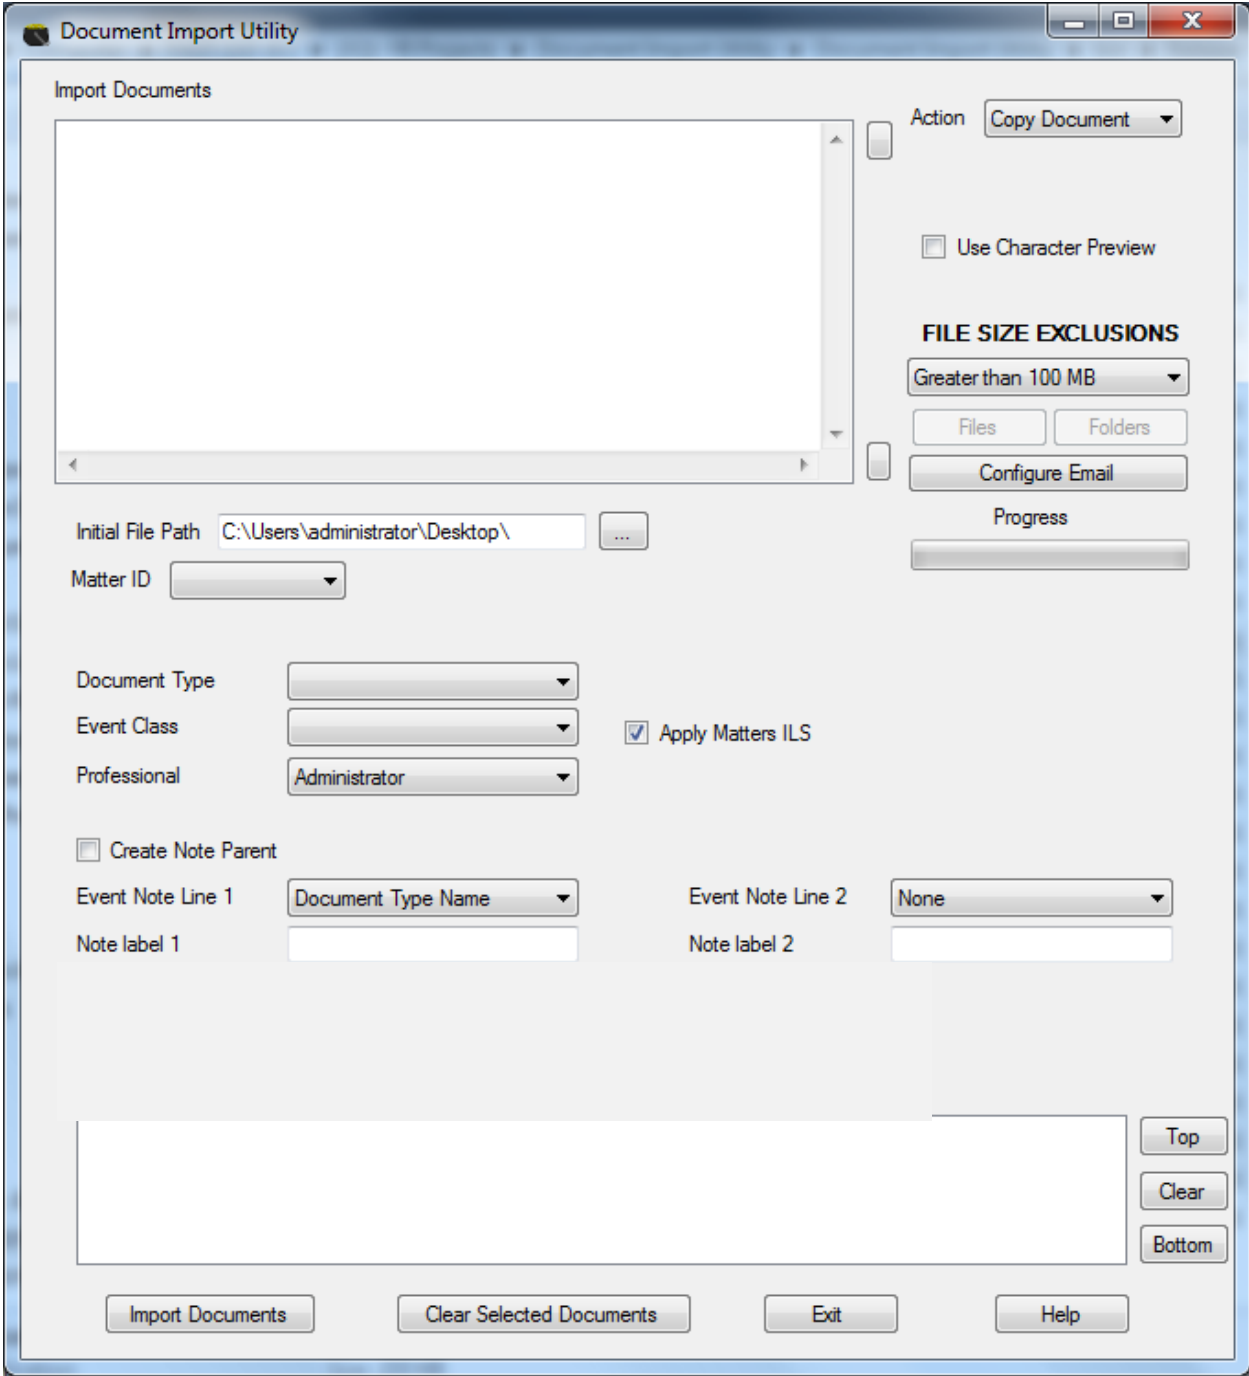 Document Import Utility
Import Documents
Action Copy Document
Use Character Preview
FILE SIZE EXCLUSIONS
Greater than 100 MB
Files Folders
Configure Email
Initial File Path C:\Users\administrator\Desktop\ ...
Progress
Matter ID
Document Type
Event Class
Apply Matters ILS
Professional Administrator
Create Note Parent
Event Note Line 1 Document Type Name Event Note Line 2 None
Note label 1 Note label 2
Top
Clear
Bottom
Import Documents Clear Selected Documents Exit Help